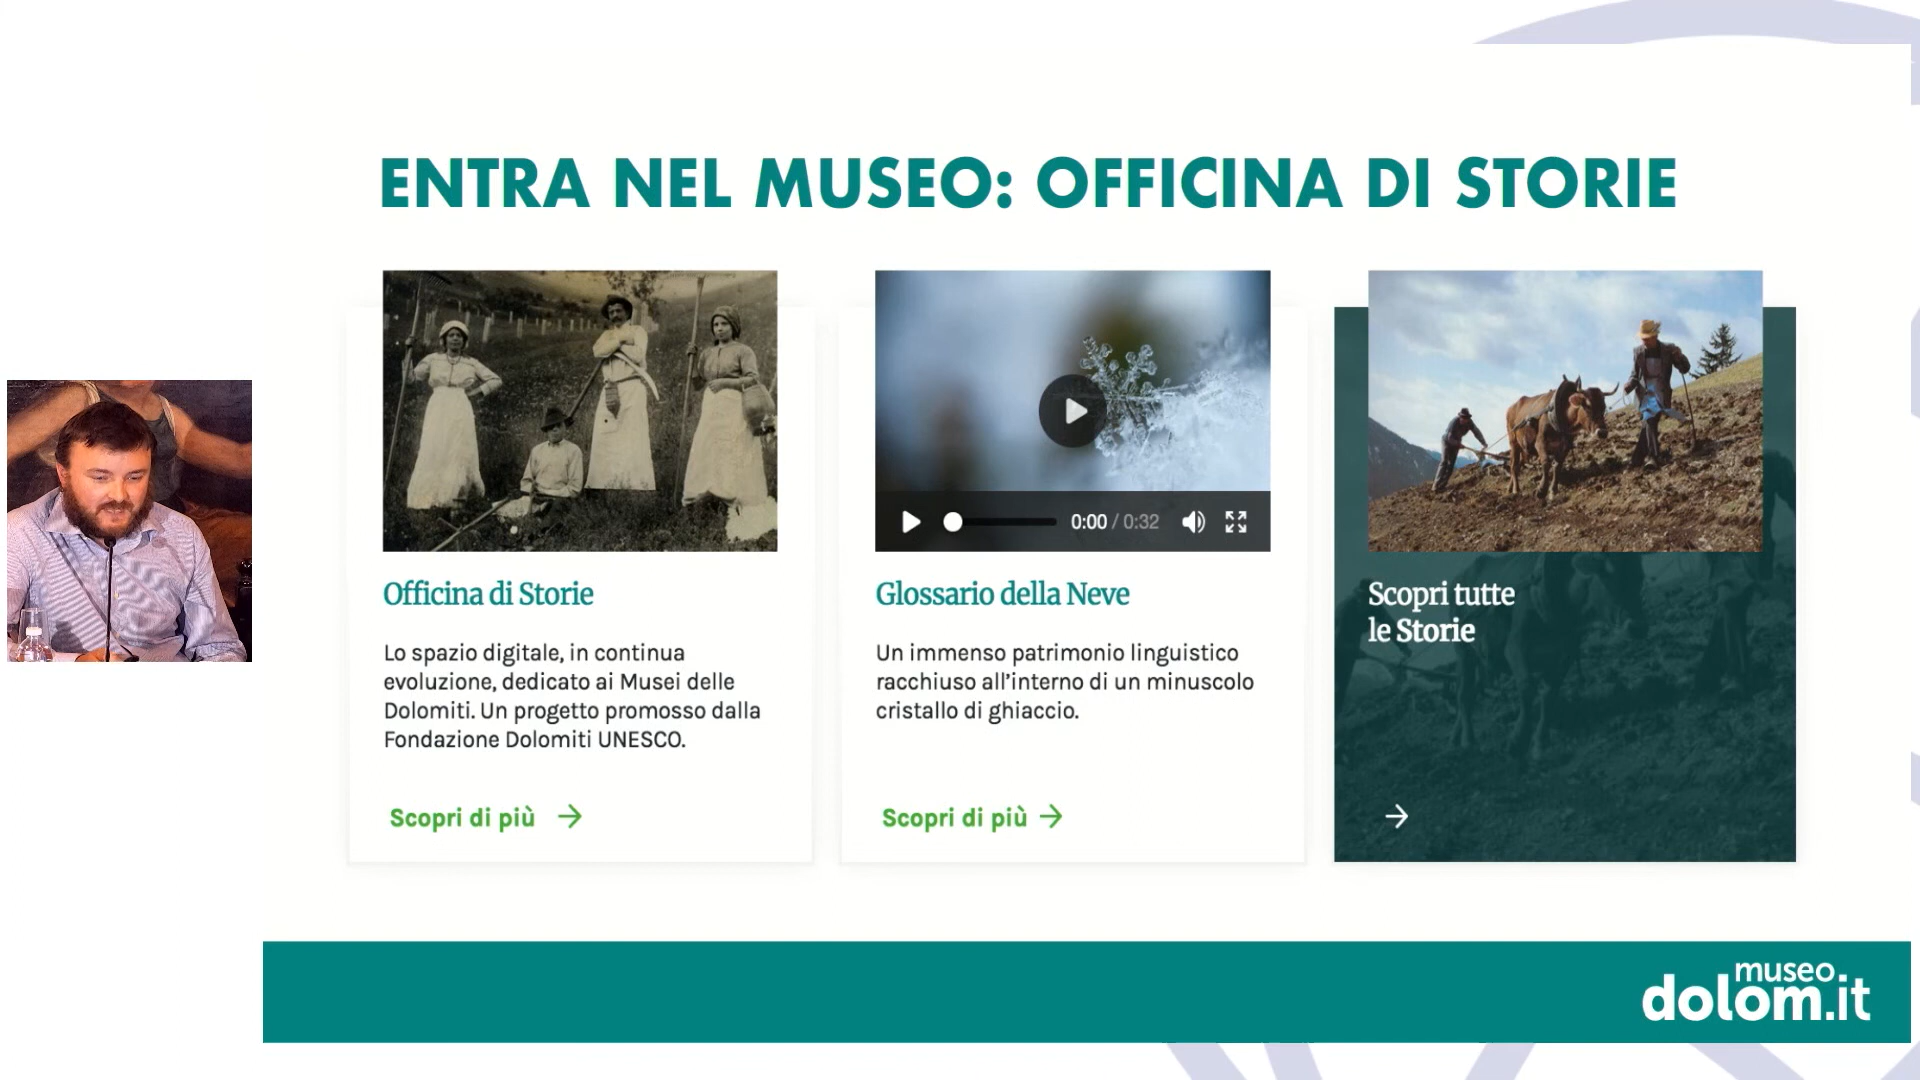 ENTRA NEL MUSEO: OFFICINA DI STORIE
Officina di Storie
Lo spazio digitale, in continua
evoluzione, dedicato ai Musei delle
Dolomiti. Un progetto promosso dalla
Fondazione Dolomiti UNESCO.
Scopri di più
0:00 / 0:32
Glossario della Neve
Un immenso patrimonio linguistico
racchiuso all’interno di un minuscolo
cristallo di ghiaccio.
Scopri di più
Scopri tutte
le Storie
museo
dolom.it